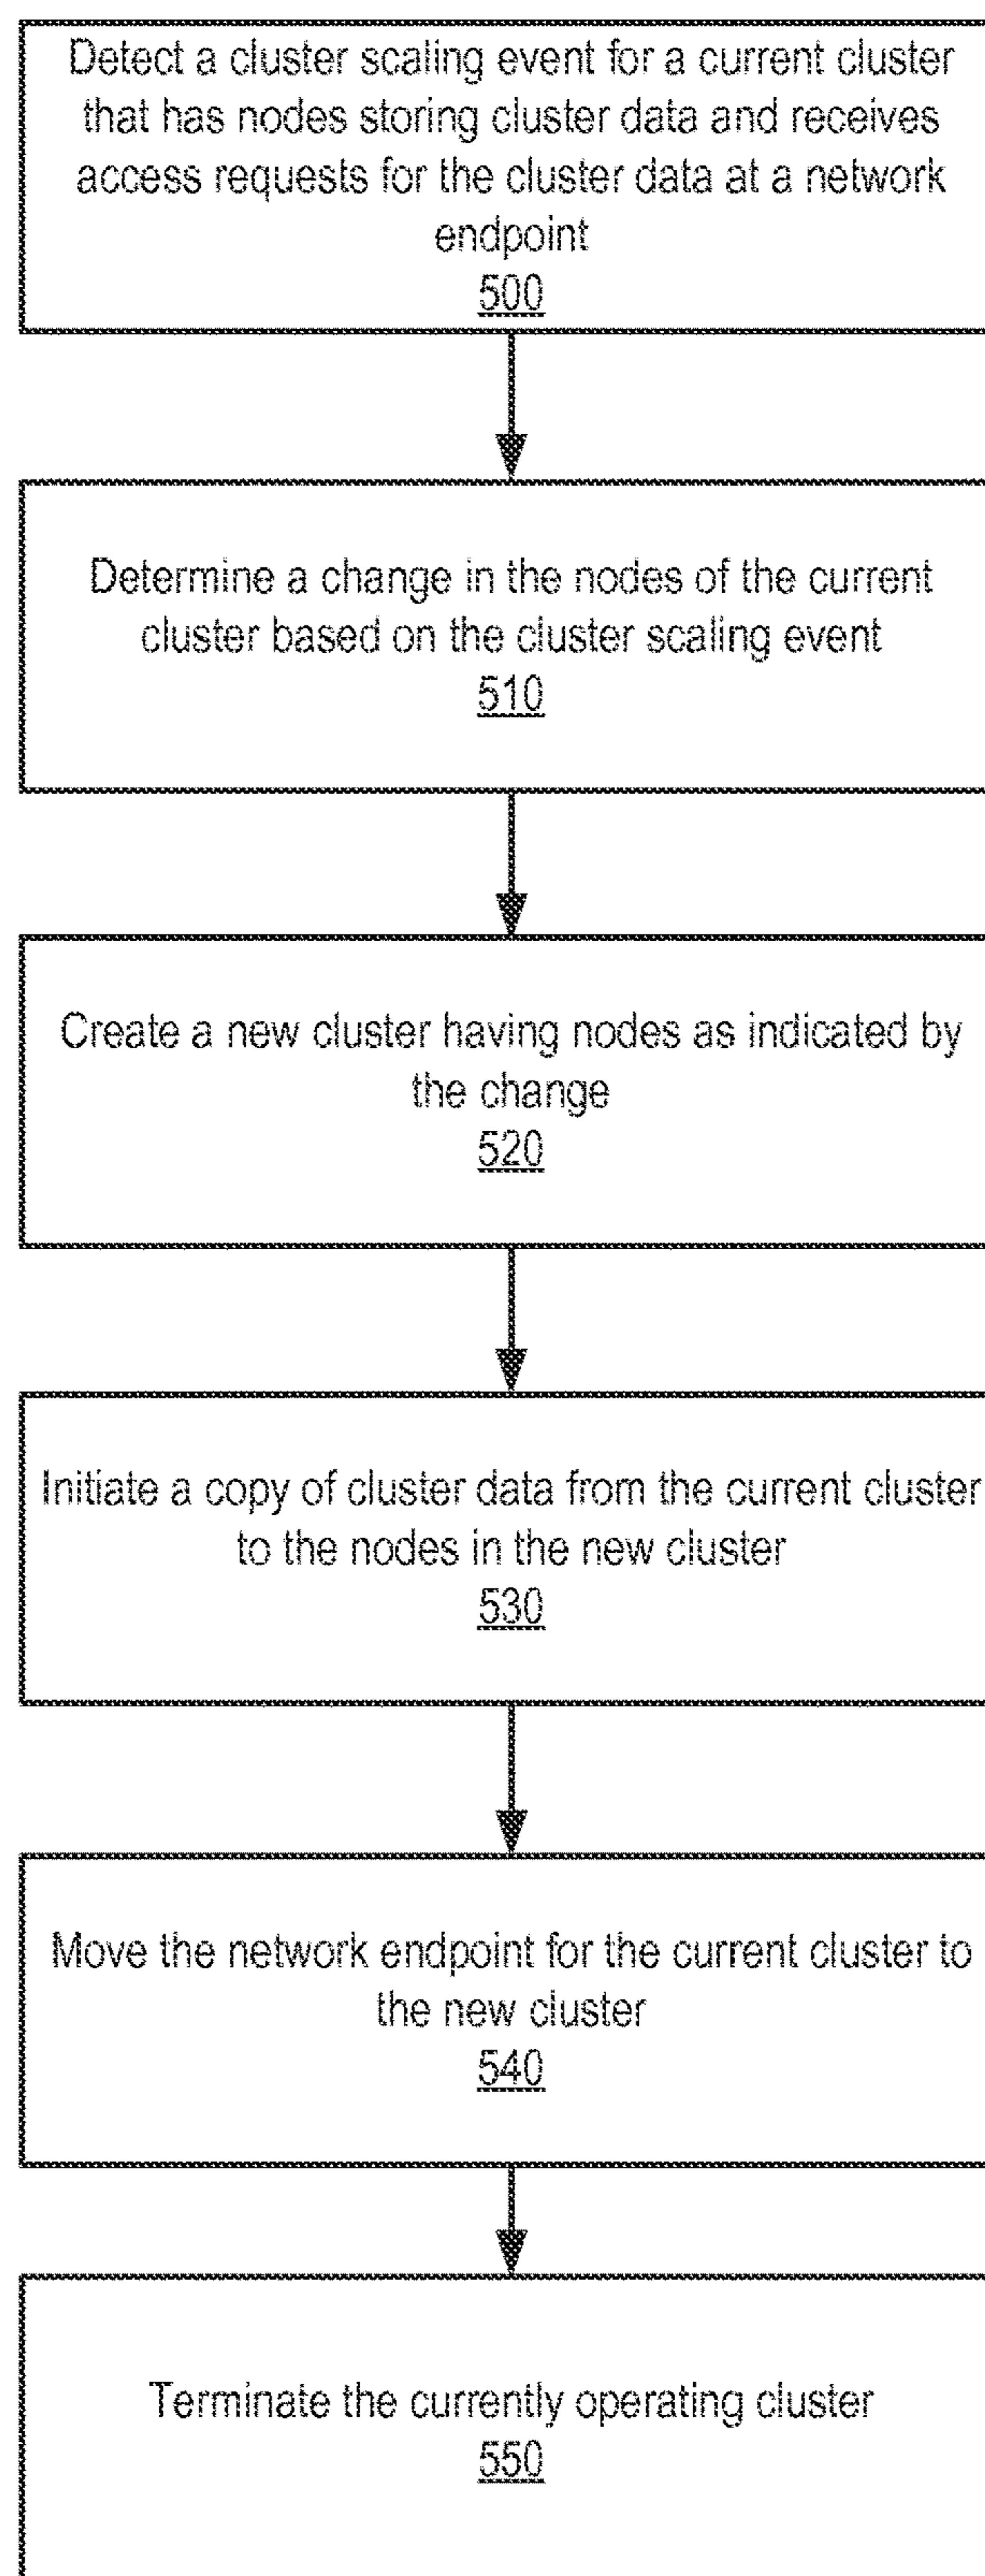 Detect a cluster scaling event for a current cluster
that has nodes storing cluster data and receives
access requests for the cluster data at a network
endpoint
500
Determine a change in the nodes of the current
cluster based on the cluster scaling event
510
Create a new cluster having nodes as indicated by
the change
520
Initiate a copy of cluster data from the current cluster
to the nodes in the new cluster
530
Move the network endpoint for the current cluster to
the new cluster
540
Terminate the currently operating cluster
550